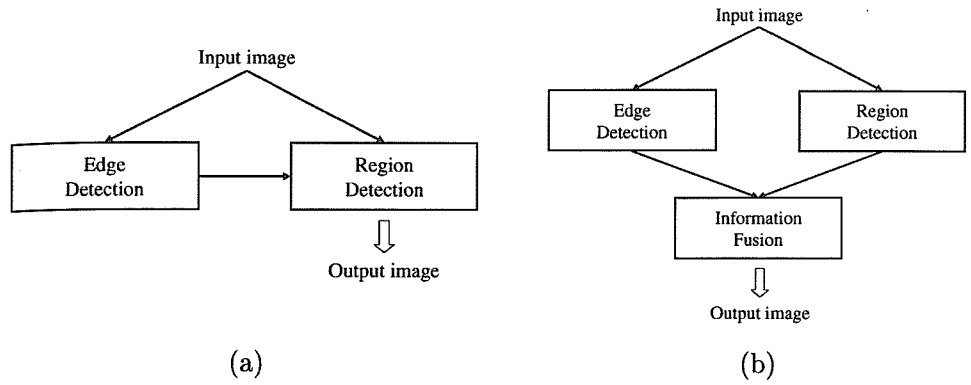 Input image
Edge
Detection
Region
Detection
Output image
(a)
Input image
Edge
Detection
Region
Detection
Information
Fusion
Output image
(b)